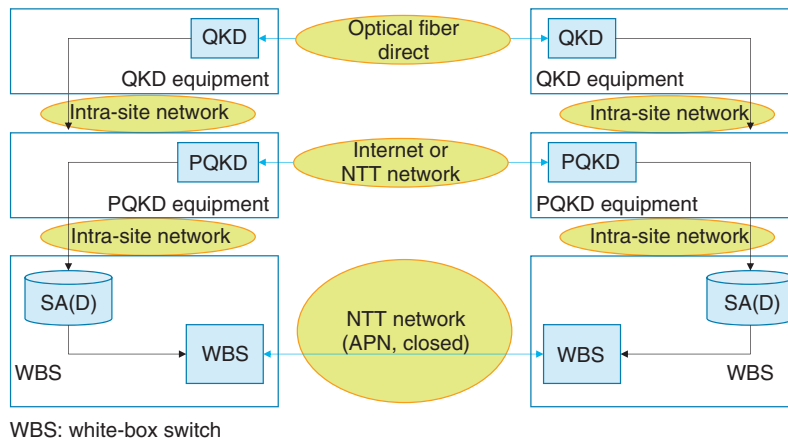 QKD
Optical fiber
direct
QKD
QKD equipment
QKD equipment
Intra-site network
Intra-site network
PQKD
Internet or
NTT network
PQKD
PQKD equipment
PQKD equipment
Intra-site network
Intra-site network
SA(D)
NTT network
(APN, closed)
SA(D)
WBS
WBS
WBS
WBS
WBS: white-box switch